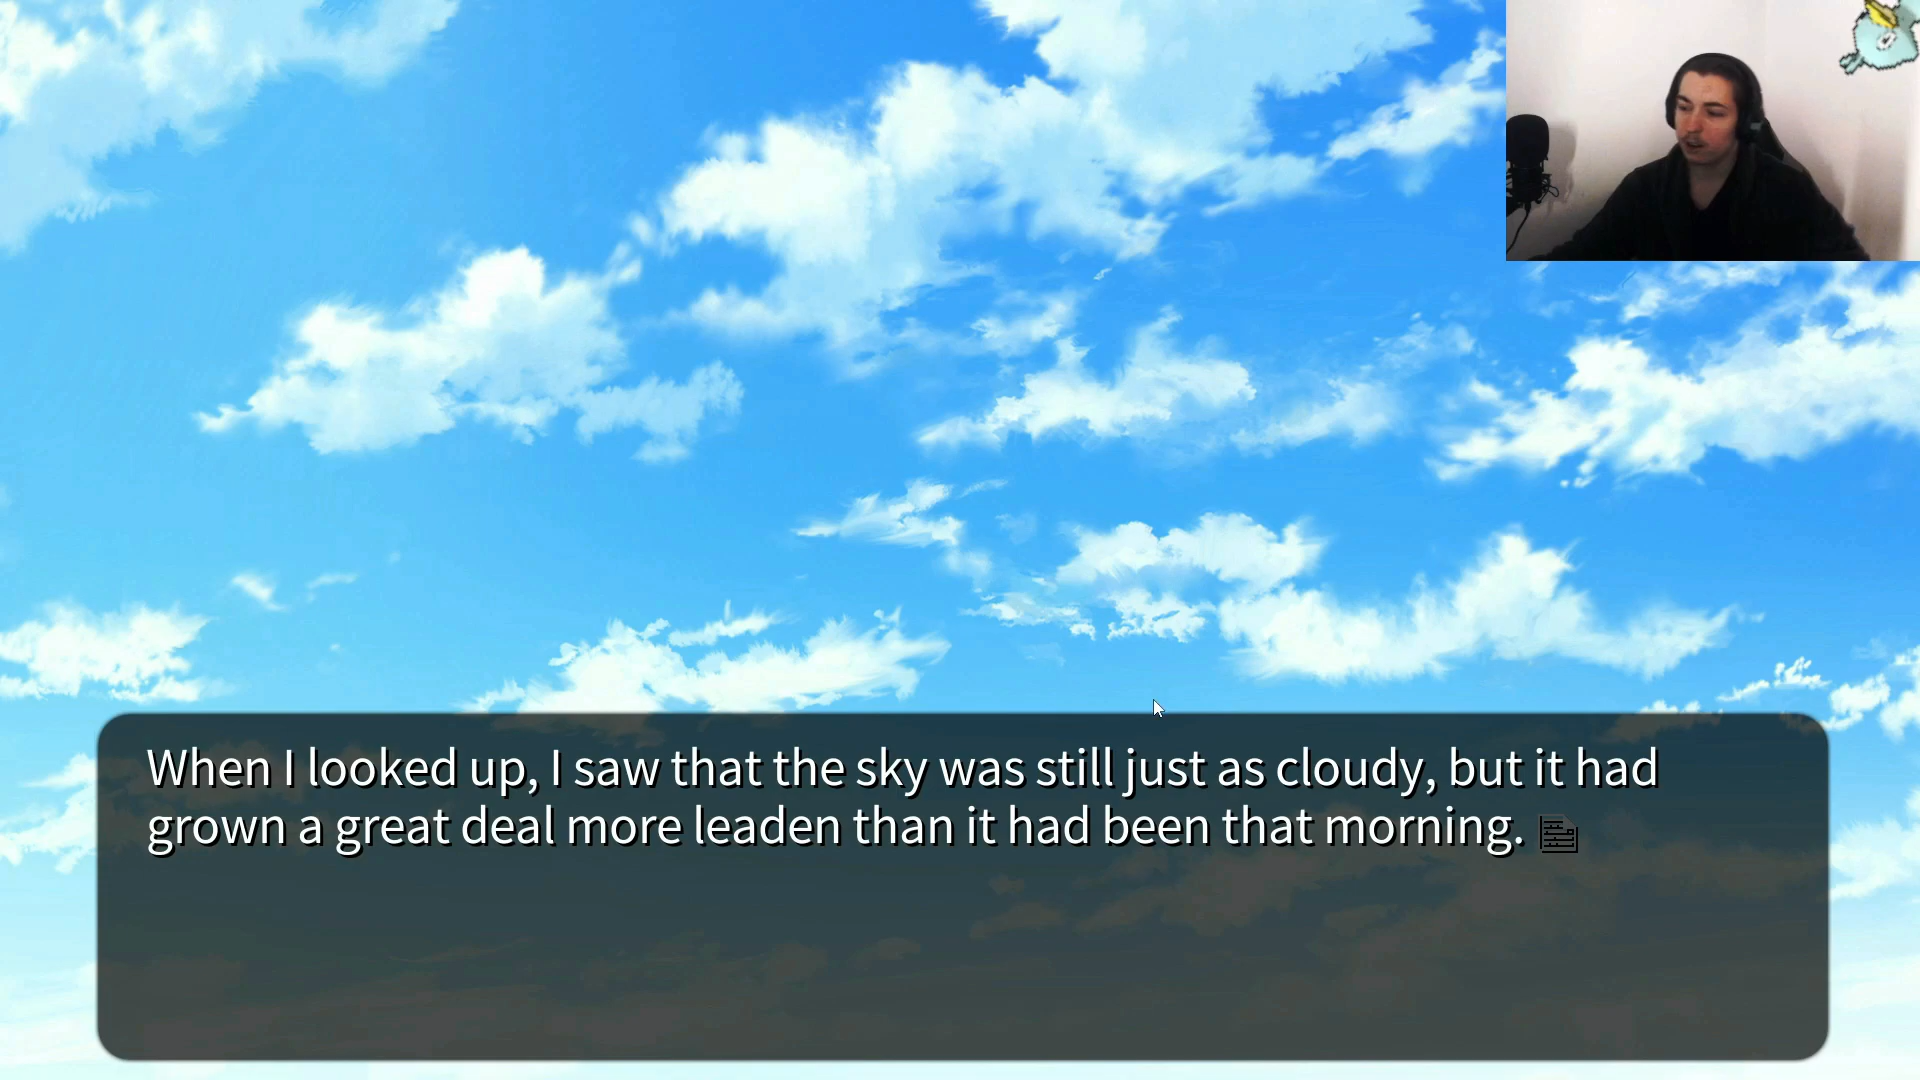 When I looked up, I saw that the sky was still just as cloudy, but it had
grown a great deal more leaden than it had been that morning.